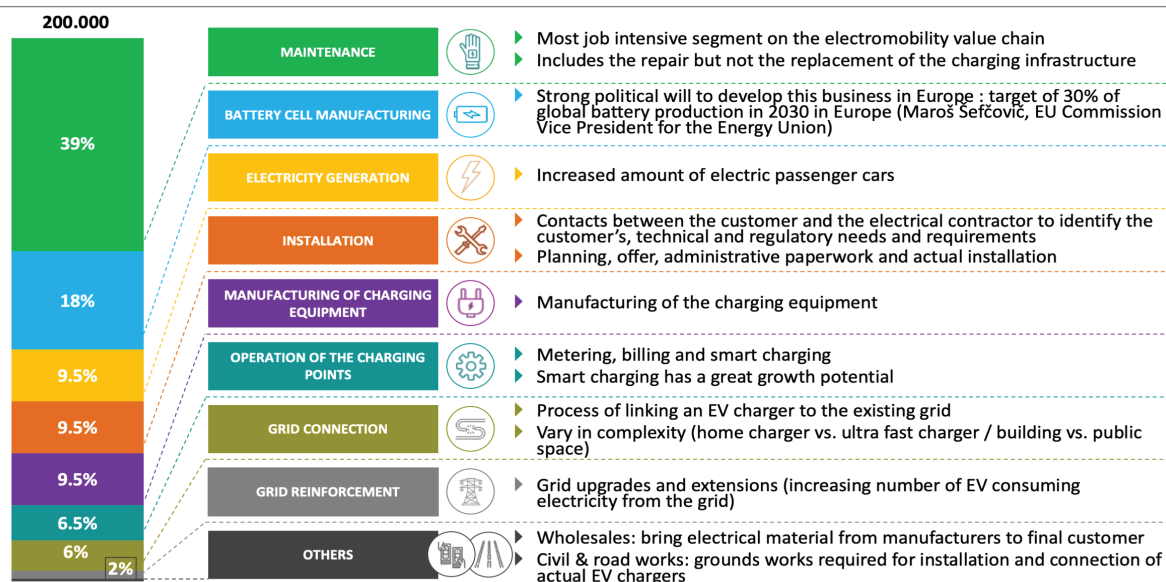 200.000
39%
18%
9.5%
9.5%
9.5%
6.5%
6%
2%
MAINTENANCE
Most job intensive segment on the electromobility value chain
Includes the repair but not the replacement of the charging infrastructure
BATTERY CELL MANUFACTURING
Strong political will to develop this business in Europe : target of 30% of
global battery production in 2030 in Europe (Maroš Šefčovič, EU Commission
Vice President for the Energy Union)
ELECTRICITY GENERATION
Increased amount of electric passenger cars
INSTALLATION
Contacts between the customer and the electrical contractor to identify the
customer's, technical and regulatory needs and requirements
Planning, offer, administrative paperwork and actual installation
MANUFACTURING OF CHARGING
EQUIPMENT
Manufacturing of the charging equipment
OPERATION OF THE CHARGING
POINTS
Metering, billing and smart charging
Smart charging has a great growth potential
GRID CONNECTION
Process of linking an EV charger to the existing grid
Vary in complexity (home charger vs. ultra fast charger / building vs. public
space)
GRID REINFORCEMENT
Grid upgrades and extensions (increasing number of EV consuming
electricity from the grid)
OTHERS
Wholesales: bring electrical material from manufacturers to final customer
Civil & road works: grounds works required for installation and connection of
actual EV chargers